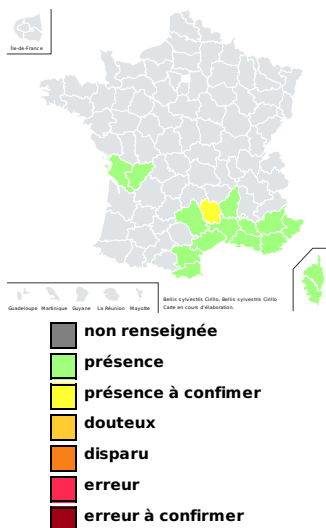 Île-de-France
Guadeloupe Martinique Guyane La Réunion Mayotte
Bellis sylvestris Cirillo, Bellis sylvestris Cirillo
Carte en cours d'élaboration.
non renseignée
présence
présence à confimer
douteux
disparu
erreur
erreur à confirmer